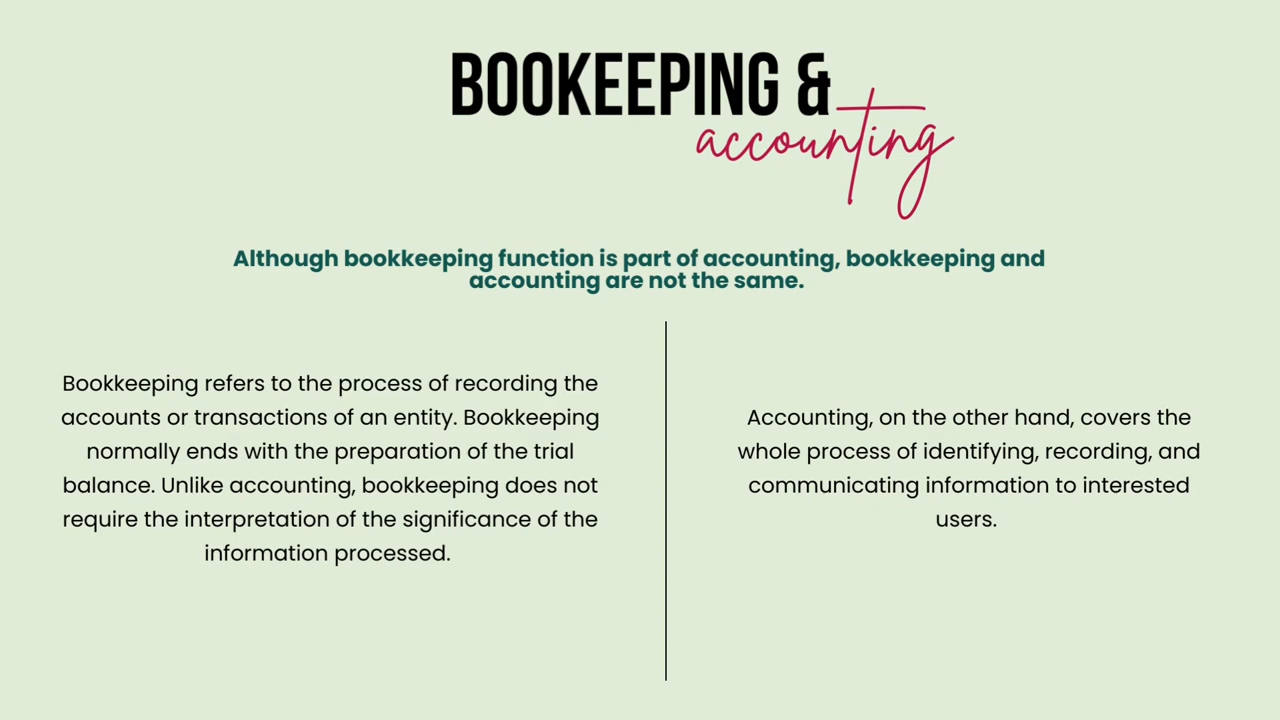 BOOKEEPING &
accounting
Although bookkeeping function is part of accounting, bookkeeping and
accounting are not the same.
Bookkeeping refers to the process of recording the
accounts or transactions of an entity. Bookkeeping
normally ends with the preparation of the trial
balance. Unlike accounting, bookkeeping does not
require the interpretation of the significance of the
information processed.
Accounting, on the other hand, covers the
whole process of identifying, recording, and
communicating information to interested
users.